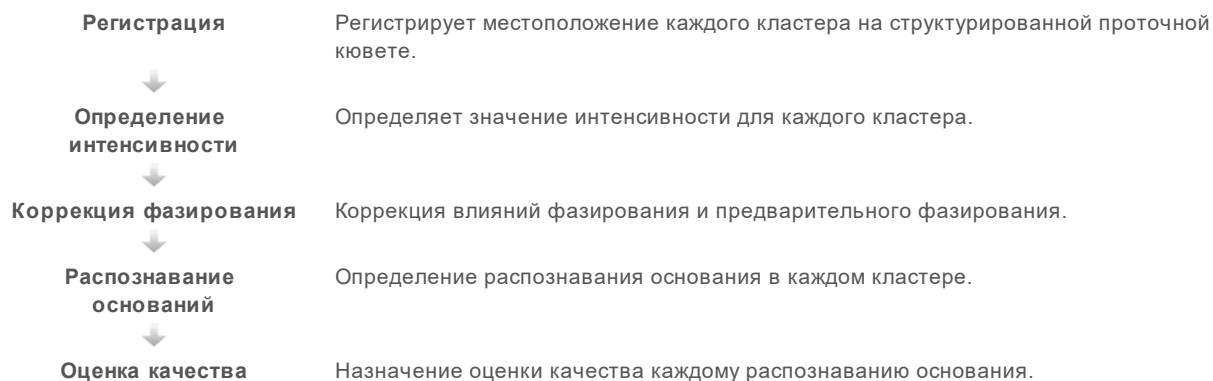 Регистрация
Регистрирует местоположение каждого кластера на структурированной проточной
кювете.
Определение
интенсивности
Определяет значение интенсивности для каждого кластера.
Коррекция фазирования
Коррекция влияний фазирования и предварительного фазирования.
Распознавание
оснований
Определение распознавания основания в каждом кластере.
Оценка качества
Назначение оценки качества каждому распознаванию основания.